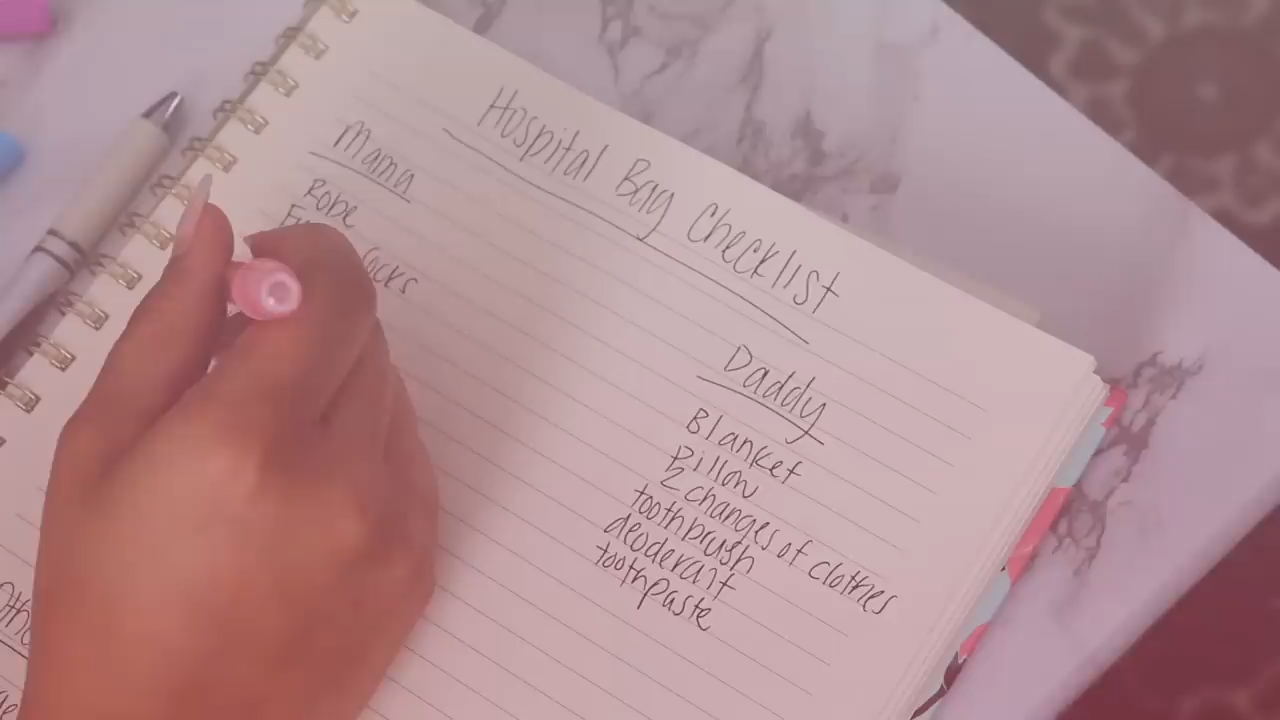 Hospital Bag Checklist
Mama
Robe
Socks
Daddy
Blanket
Pillow
2 changes of clothes
toothbrush
deoderant
toothpaste